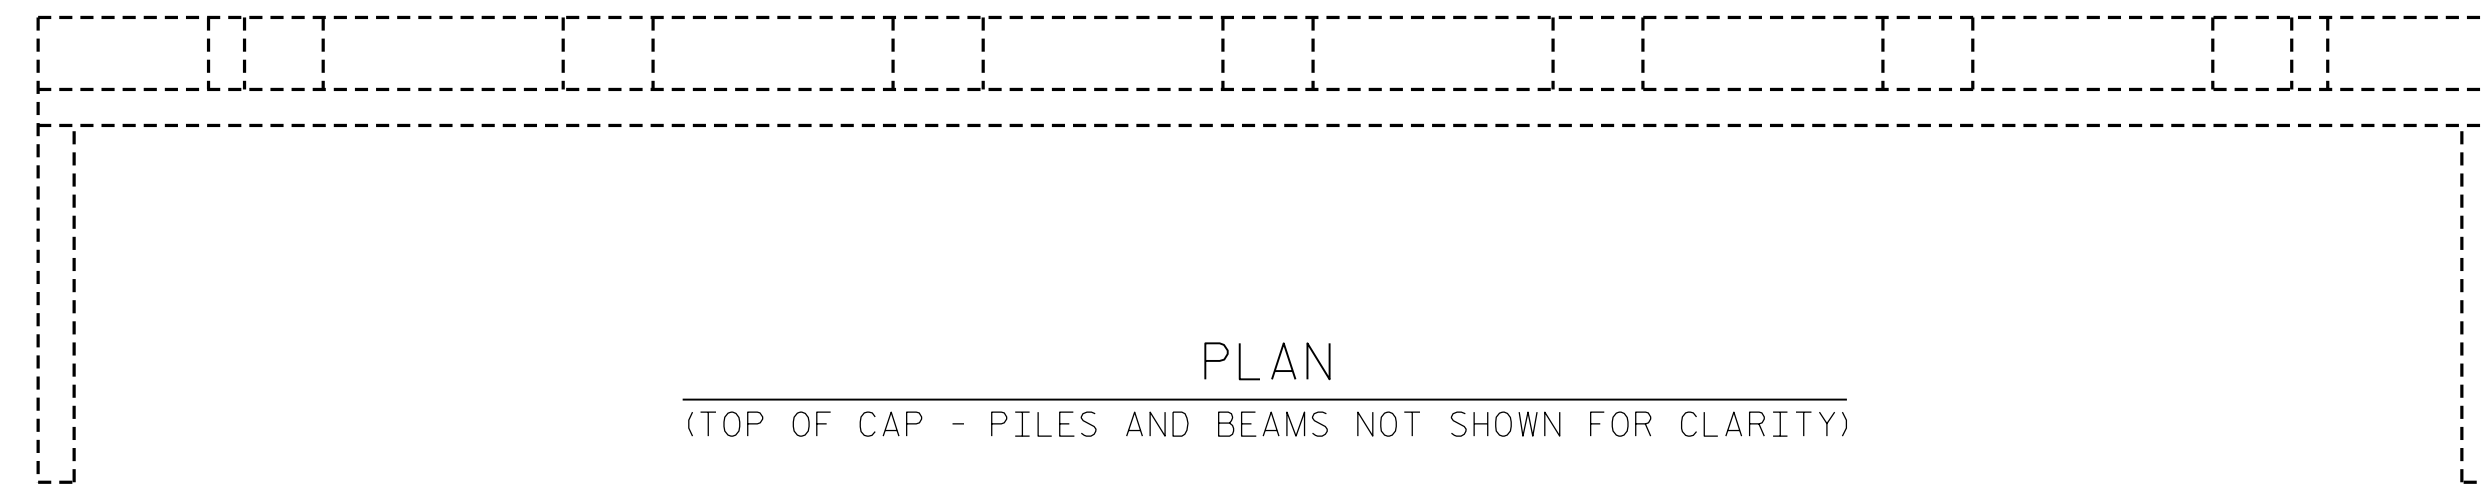 PLAN
(TOP OF CAP - PILES AND BEAMS NOT SHOWN FOR CLARITY)